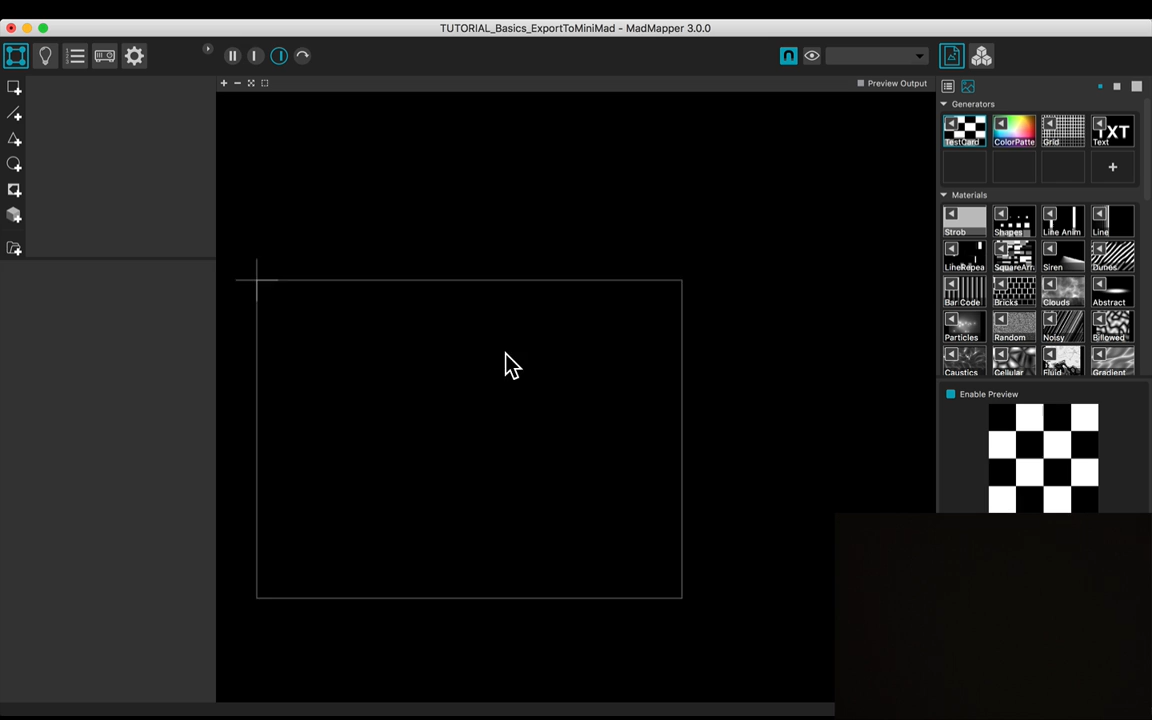 TUTORIAL_Basics_ExportToMiniMad - MadMapper 3.0.0
Preview Output
Generators
TestCard ColorPatte Grid Text
TXT
Materials
Strob Shapes Line Anim Line
LineRepea SquareArr Siren Dunes
Bar Code Bricks Clouds Abstract
Particles Random Noisy Billowed
Caustics Cellular Fluid Gradient
Enable Preview